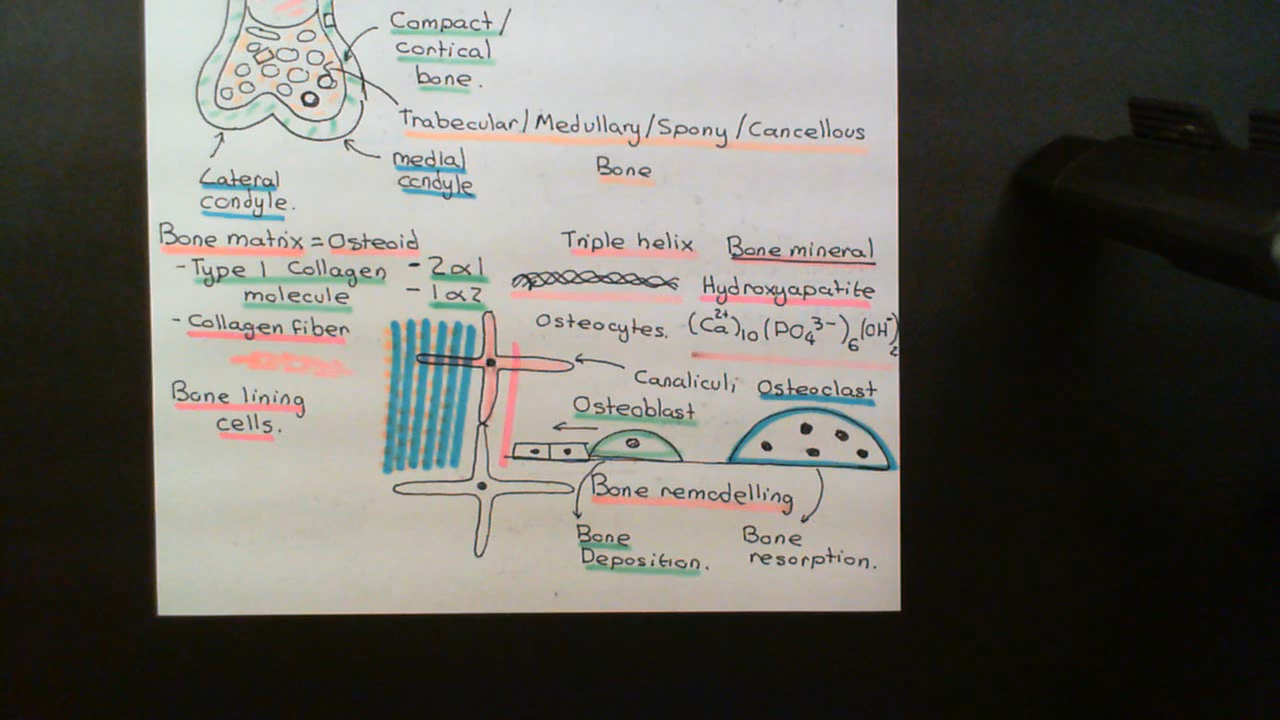 Compact/
cortical
bone.
Trabecular/Medullary/Spony/Cancellous
Bone
Lateral
condyle.
medial
condyle
Bone matrix = Osteoid
- Type 1 Collagen
molecule
- 2α1
- 1α2
- Collagen fiber
Triple helix
Bone mineral
Hydroxyapatite
(Ca²⁺)₁₀(PO₄³⁻)₆(OH⁻)₂
Osteocytes.
Canaliculi
Bone lining
cells.
Osteoblast
Osteoclast
Bone remodelling
Bone
Deposition.
Bone
resorption.